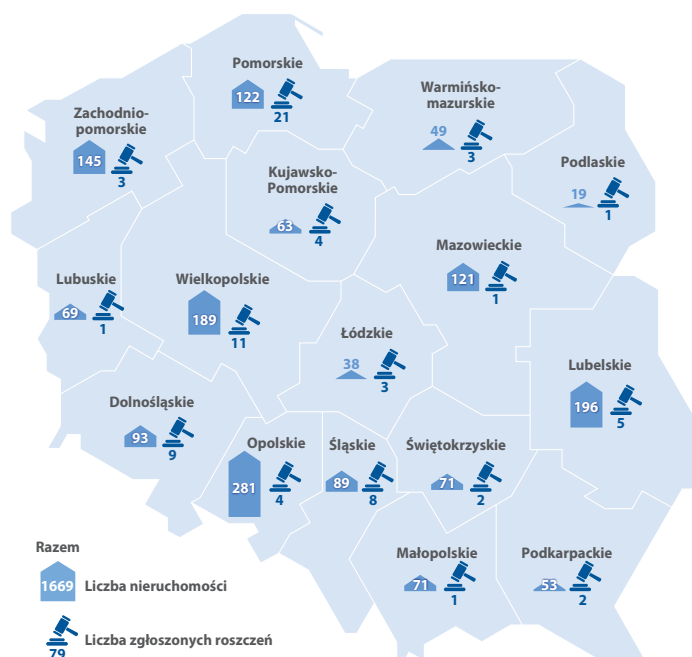 Pomorskie
122
21
Warmińsko-
mazurskie
49
3
Zachodnio-
pomorskie
145
3
Podlaskie
19
1
Kujawsko-
Pomorskie
63
4
Mazowieckie
121
1
Lubuskie
69
1
Wielkopolskie
189
11
Łódzkie
38
3
Lubelskie
196
5
Dolnośląskie
93
9
Opolskie
281
4
Śląskie
89
8
Świętokrzyskie
71
2
Małopolskie
71
1
Podkarpackie
53
2
Razem
1669 Liczba nieruchomości
Liczba zgłoszonych roszczeń
79